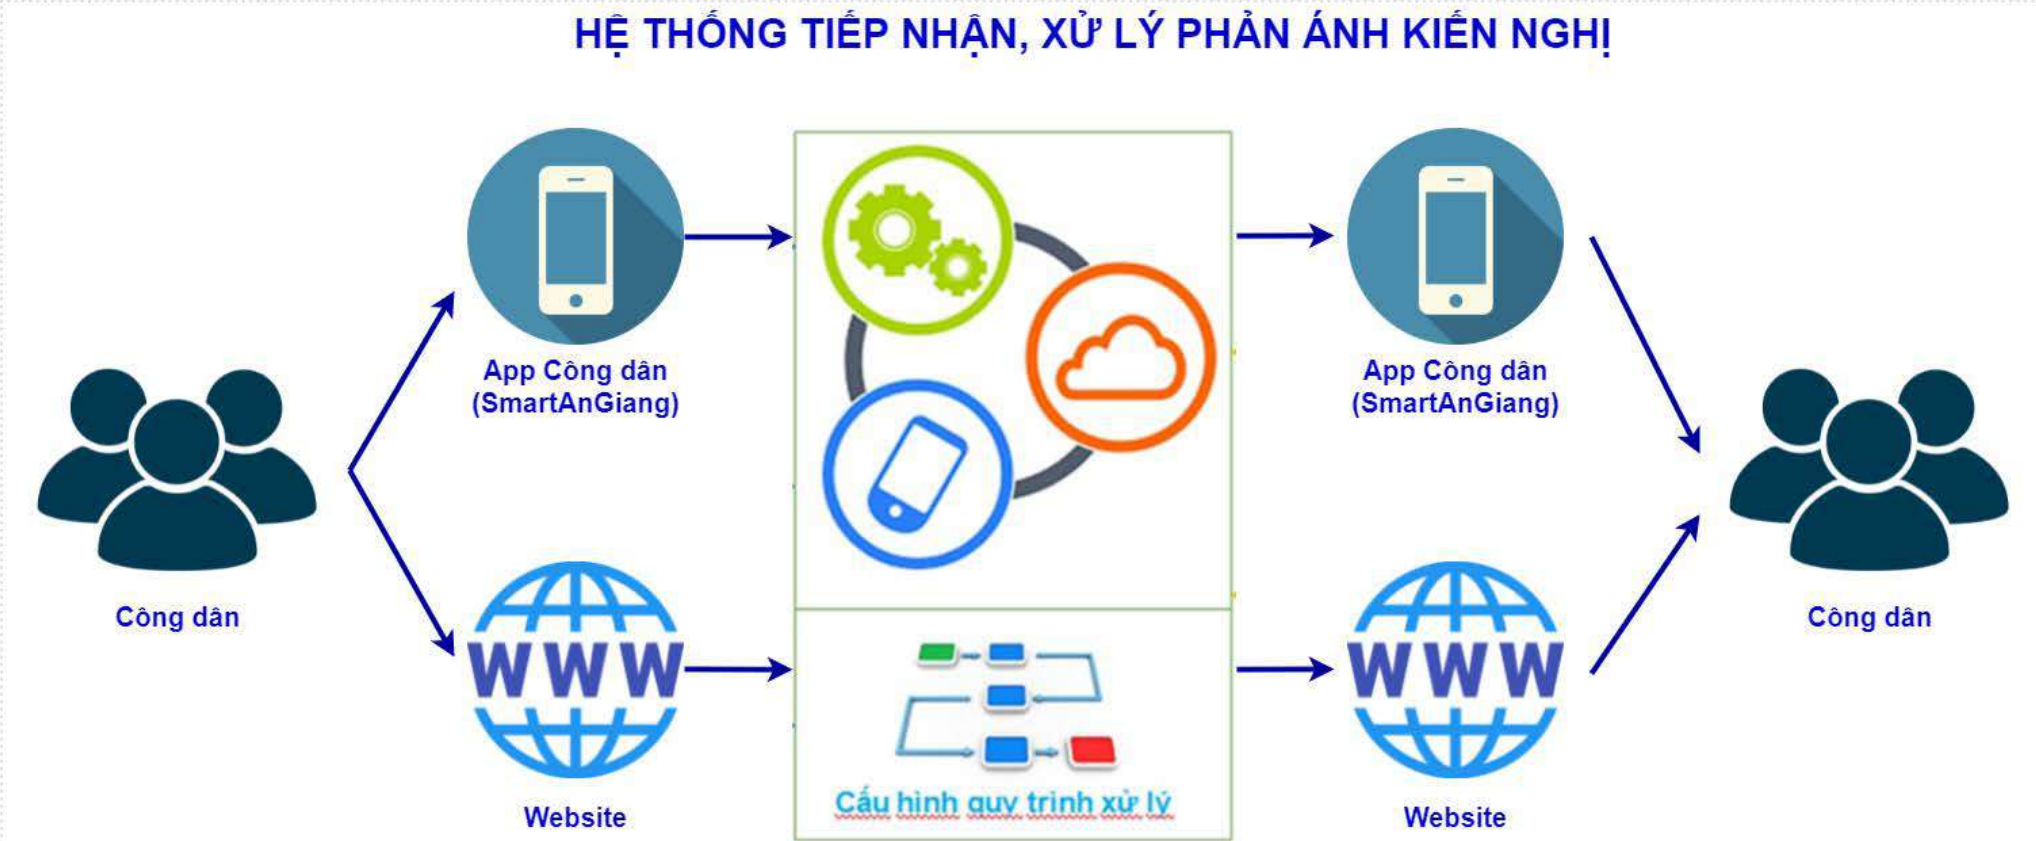 HỆ THỐNG TIẾP NHẬN, XỬ LÝ PHẢN ÁNH KIẾN NGHỊ
App Công dân
(SmartAnGiang)
App Công dân
(SmartAnGiang)
Công dân
Công dân
WWW
WWW
Cấu hình quy trình xử lý
Website
Website